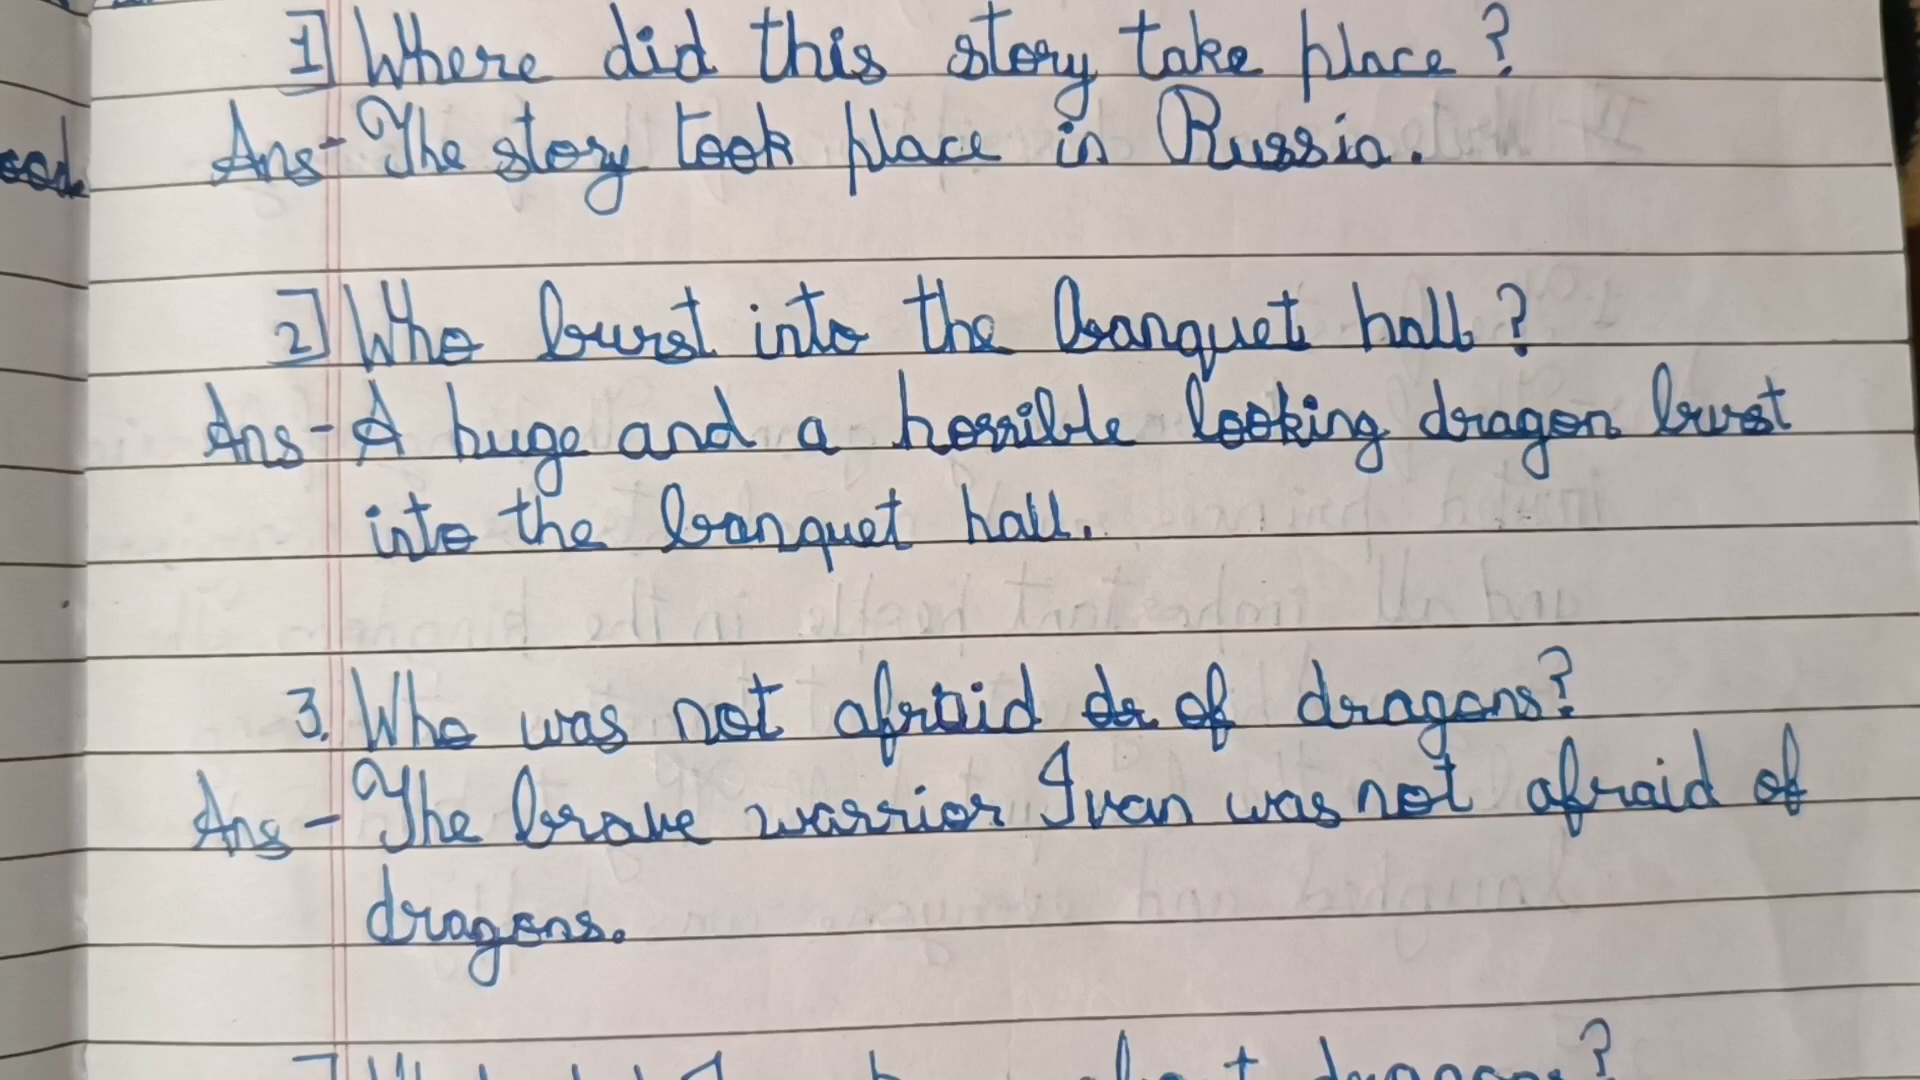 1] Where did this story take place?
Ans- The story took place in Russia.
2] Who burst into the banquet hall?
Ans- A huge and a horrible looking dragon burst
into the banquet hall.
3. Who was not afraid of dragons?
Ans- The brave warrior Ivan was not afraid of
dragons.
dragons?